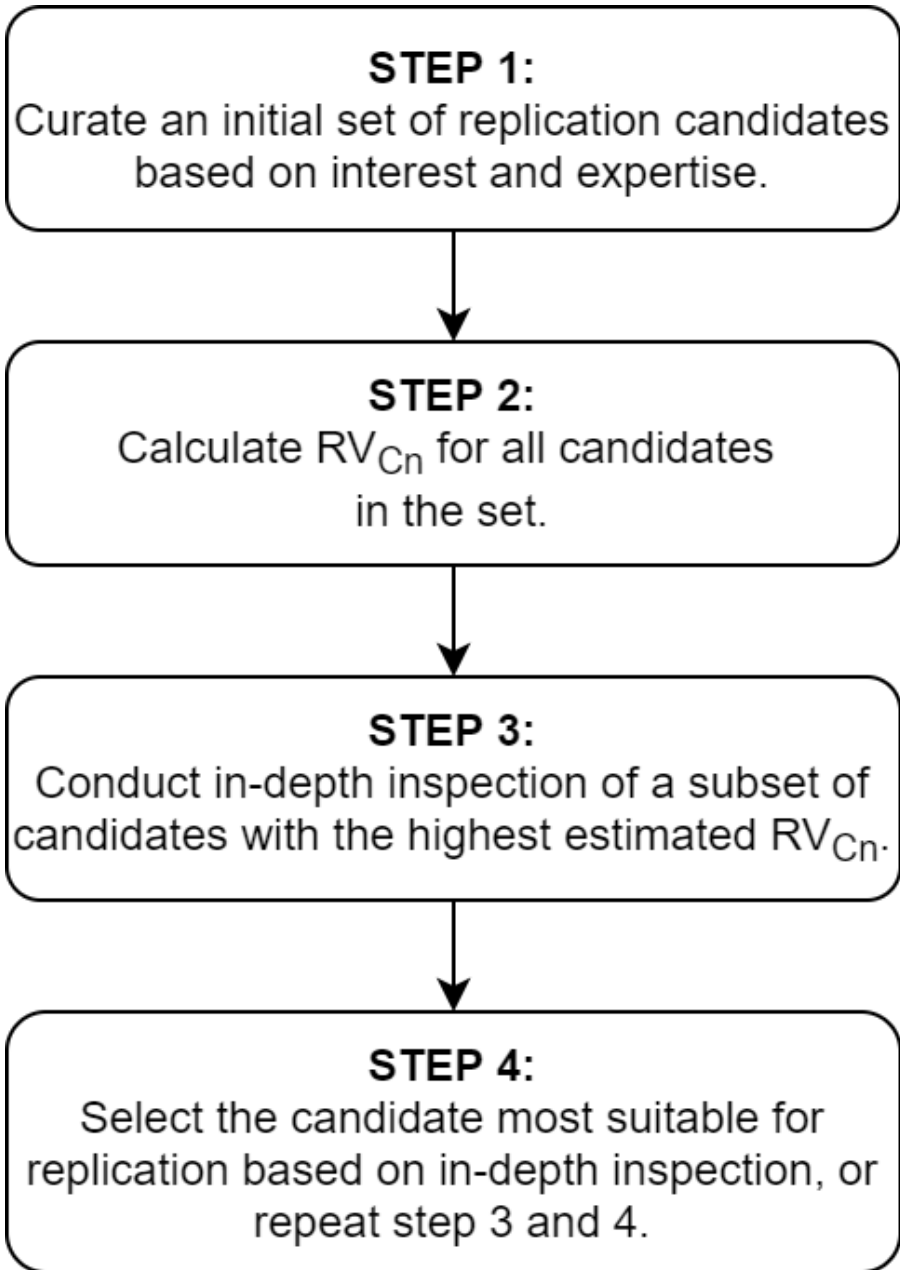 STEP 1:
Curate an initial set of replication candidates
based on interest and expertise.
STEP 2:
Calculate RV_Cn for all candidates
in the set.
STEP 3:
Conduct in-depth inspection of a subset of
candidates with the highest estimated RV_Cn.
STEP 4:
Select the candidate most suitable for
replication based on in-depth inspection, or
repeat step 3 and 4.